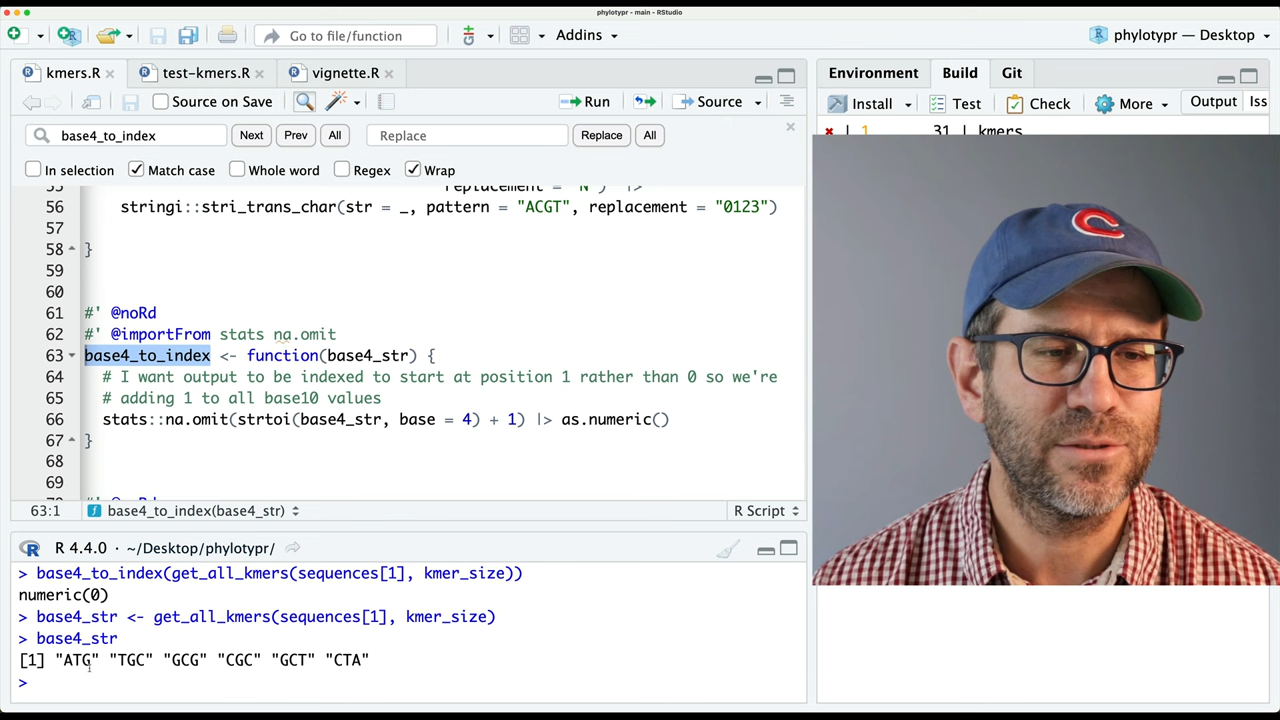 phylotypr - main - RStudio
Go to file/function
Addins
phylotypr — Desktop
kmers.R
test-kmers.R
vignette.R
Environment
Build
Git
Source on Save
Run
Source
Install
Test
Check
More
Output
Iss
base4_to_index
Next
Prev
All
Replace
Replace
All
1
31 | kmers
In selection
Match case
Whole word
Regex
Wrap
56 stringi::stri_trans_char(str = _, pattern = "ACGT", replacement = "0123")
57
58 }
59
60
61 #' @noRd
62 #' @importFrom stats na.omit
63 base4_to_index <- function(base4_str) {
64 # I want output to be indexed to start at position 1 rather than 0 so we're
65 # adding 1 to all base10 values
66 stats::na.omit(strtoi(base4_str, base = 4) + 1) |> as.numeric()
67 }
68
69
63:1
base4_to_index(base4_str)
R Script
R 4.4.0 · ~/Desktop/phylotypr/
> base4_to_index(get_all_kmers(sequences[1], kmer_size))
numeric(0)
> base4_str <- get_all_kmers(sequences[1], kmer_size)
> base4_str
[1] "ATG" "TGC" "GCG" "CGC" "GCT" "CTA"
>